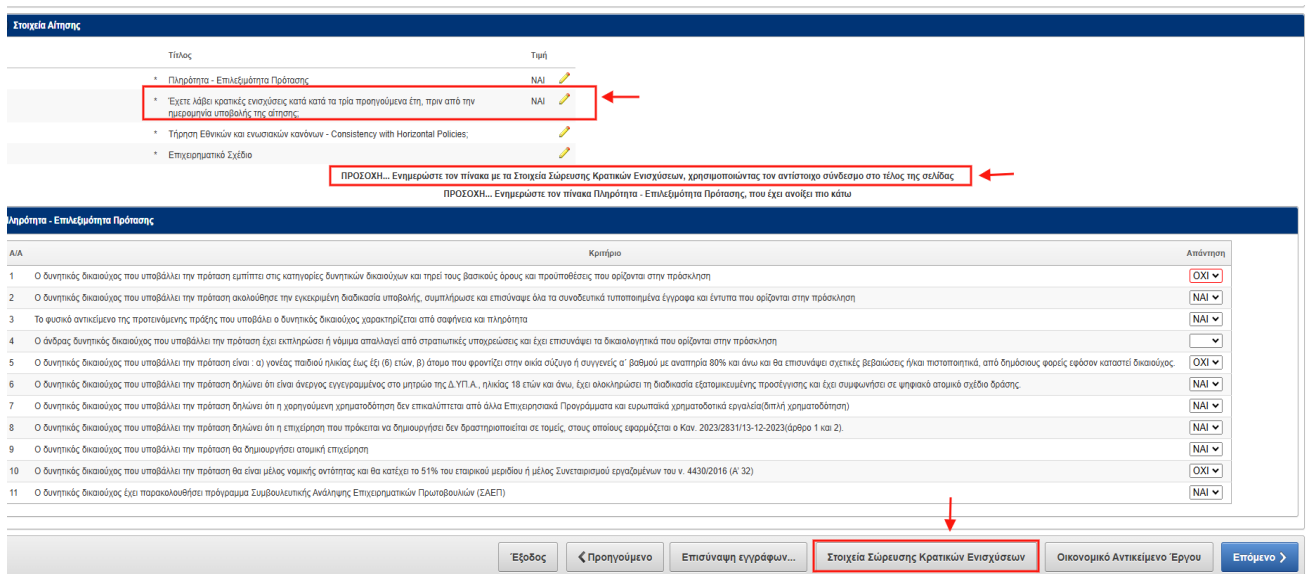 Στοιχεία Αίτησης
Τίτλος Τιμή
* Πληρότητα - Επιλεξιμότητα Πρότασης ΝΑΙ
* Έχετε λάβει κρατικές ενισχύσεις κατά κατά τα τρία προηγούμενα έτη, πριν από την ΝΑΙ
ημερομηνία υποβολής της αίτησης;
* Τήρηση Εθνικών και ενωσιακών κανόνων - Consistency with Horizontal Policies;
* Επιχειρηματικό Σχέδιο
ΠΡΟΣΟΧΗ... Ενημερώστε τον πίνακα με τα Στοιχεία Σώρευσης Κρατικών Ενισχύσεων, χρησιμοποιώντας τον αντίστοιχο σύνδεσμο στο τέλος της σελίδας
ΠΡΟΣΟΧΗ... Ενημερώστε τον πίνακα Πληρότητα - Επιλεξιμότητα Πρότασης, που έχει ανοίξει πιο κάτω
Πληρότητα - Επιλεξιμότητα Πρότασης
Α/Α Κριτήριο Απάντηση
1 Ο δυνητικός δικαιούχος που υποβάλλει την πρόταση εμπίπτει στις κατηγορίες δυνητικών δικαιούχων και τηρεί τους βασικούς όρους και προϋποθέσεις που ορίζονται στην πρόσκληση ΟΧΙ
2 Ο δυνητικός δικαιούχος που υποβάλλει την πρόταση ακολούθησε την εγκεκριμένη διαδικασία υποβολής, συμπλήρωσε και επισύναψε όλα τα συνοδευτικά τυποποιημένα έγγραφα και έντυπα που ορίζονται στην πρόσκληση ΝΑΙ
3 Το φυσικό αντικείμενο της προτεινόμενης πράξης που υποβάλει ο δυνητικός δικαιούχος χαρακτηρίζεται από σαφήνεια και πληρότητα ΝΑΙ
4 Ο άνδρας δυνητικός δικαιούχος που υποβάλλει την πρόταση έχει εκπληρώσει ή νόμιμα απαλλαγεί από στρατιωτικές υποχρεώσεις και έχει επισυνάψει τα δικαιολογητικά που ορίζονται στην πρόσκληση
5 Ο δυνητικός δικαιούχος που υποβάλλει την πρόταση είναι : α) γονέας παιδιού ηλικίας έως έξι (6) ετών, β) άτομο που φροντίζει στην οικία σύζυγο ή συγγενείς α΄ βαθμού με αναπηρία 80% και άνω και θα επισυνάψει σχετικές βεβαιώσεις ή/και πιστοποιητικά, από δημόσιους φορείς εφόσον καταστεί δικαιούχος. ΟΧΙ
6 Ο δυνητικός δικαιούχος που υποβάλλει την πρόταση δηλώνει ότι είναι άνεργος εγγεγραμμένος στο μητρώο της Δ.ΥΠ.Α., ηλικίας 18 ετών και άνω, έχει ολοκληρώσει τη διαδικασία εξατομικευμένης προσέγγισης και έχει συμφωνήσει σε ψηφιακό ατομικό σχέδιο δράσης. ΝΑΙ
7 Ο δυνητικός δικαιούχος που υποβάλλει την πρόταση δηλώνει ότι η χορηγούμενη χρηματοδότηση δεν επικαλύπτεται από άλλα Επιχειρησιακά Προγράμματα και ευρωπαϊκά χρηματοδοτικά εργαλεία(διπλή χρηματοδότηση) ΝΑΙ
8 Ο δυνητικός δικαιούχος που υποβάλλει την πρόταση δηλώνει ότι η επιχείρηση που πρόκειται να δημιουργήσει δεν δραστηριοποιείται σε τομείς, στους οποίους εφαρμόζεται ο Καν. 2023/2831/13-12-2023(άρθρο 1 και 2). ΝΑΙ
9 Ο δυνητικός δικαιούχος που υποβάλλει την πρόταση θα δημιουργήσει ατομική επιχείρηση ΝΑΙ
10 Ο δυνητικός δικαιούχος που υποβάλλει την πρόταση θα είναι μέλος νομικής οντότητας και θα κατέχει το 51% του εταιρικού μεριδίου ή μέλος Συνεταιρισμού εργαζομένων του ν. 4430/2016 (Α' 32) ΟΧΙ
11 Ο δυνητικός δικαιούχος έχει παρακολουθήσει πρόγραμμα Συμβουλευτικής Ανάληψης Επιχειρηματικών Πρωτοβουλιών (ΣΑΕΠ) ΝΑΙ
Έξοδος Προηγούμενο Επισύναψη εγγράφων... Στοιχεία Σώρευσης Κρατικών Ενισχύσεων Οικονομικό Αντικείμενο Έργου Επόμενο